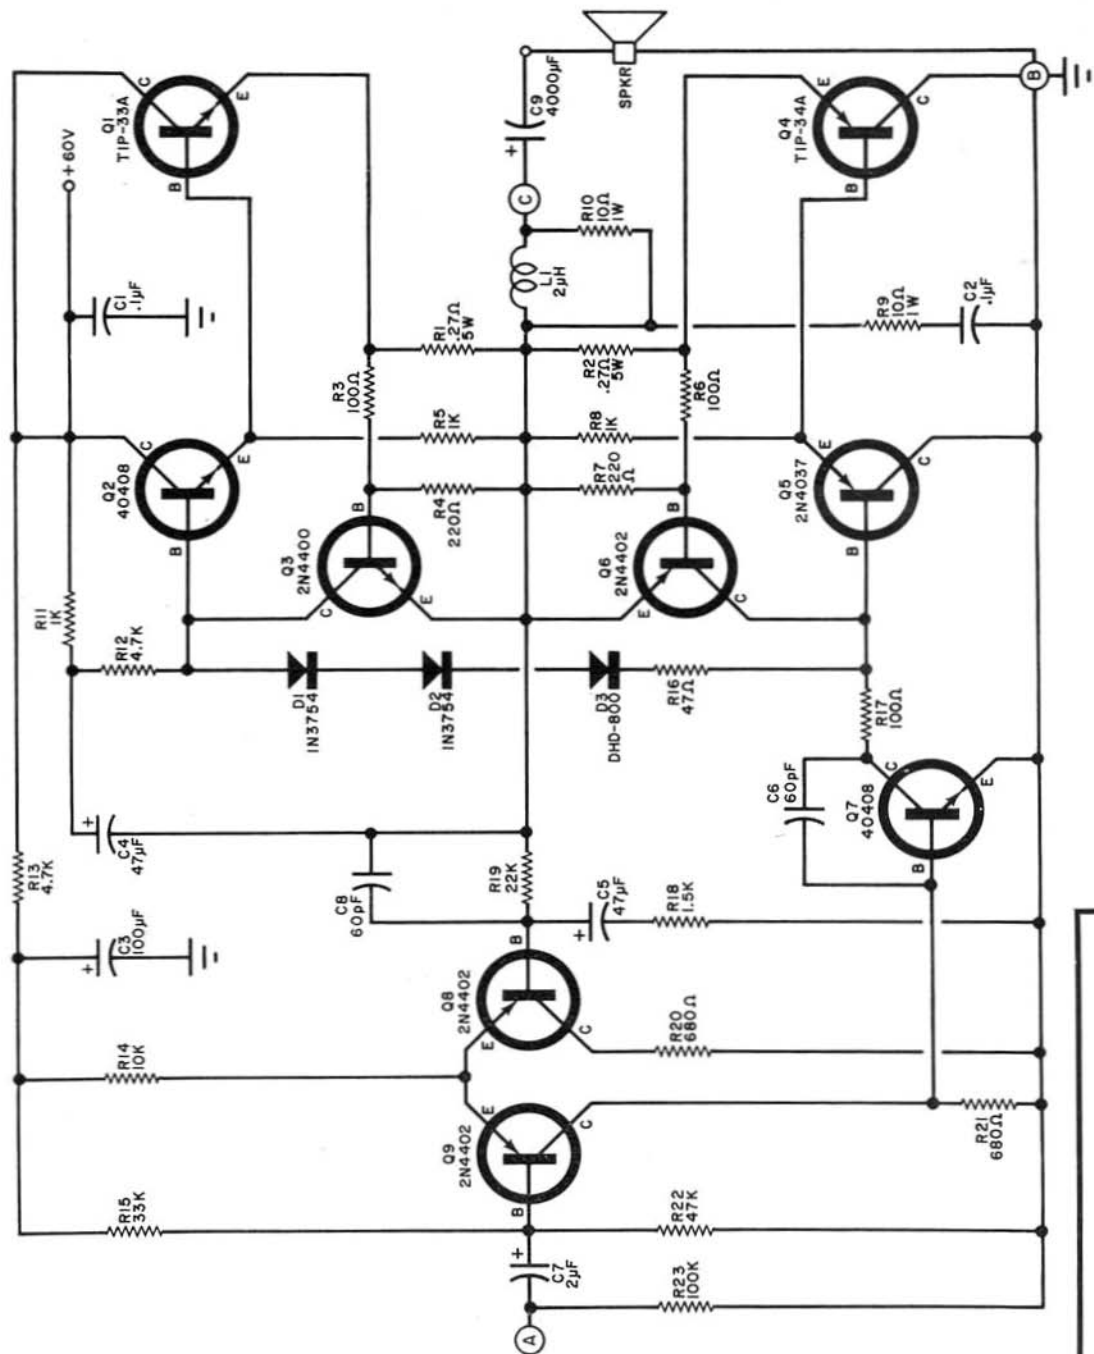 A
C7
2µF
R23
100K
R15
33K
R22
47K
Q9
2N4402
B
E
C
R14
10K
R21
680Ω
Q8
2N4402
E
B
C
R20
680Ω
C3
100µF
+
R13
4.7K
C8
60pF
R19
22K
C5
47µF
+
R18
1.5K
C4
47µF
+
C6
60pF
Q7
40408
B
C
E
R17
100Ω
R11
1K
R12
4.7K
D1
1N3754
D2
1N3754
D3
DHD-800
R16
47Ω
Q2
40408
B
C
E
Q3
2N4400
B
C
E
R4
220Ω
R7
220
Ω
Q6
2N4402
B
E
C
Q5
2N4037
B
E
C
R3
100Ω
R5
1K
R8
1K
R6
100Ω
R1
.27Ω
5W
R2
.27Ω
5W
C1
.1µF
+60V
L1
2µH
R10
10Ω
1W
R9
10Ω
1W
C2
.1µF
Q1
TIP-33A
B
C
E
C
+
C9
4000µF
SPKR
Q4
TIP-34A
B
E
C
B
+